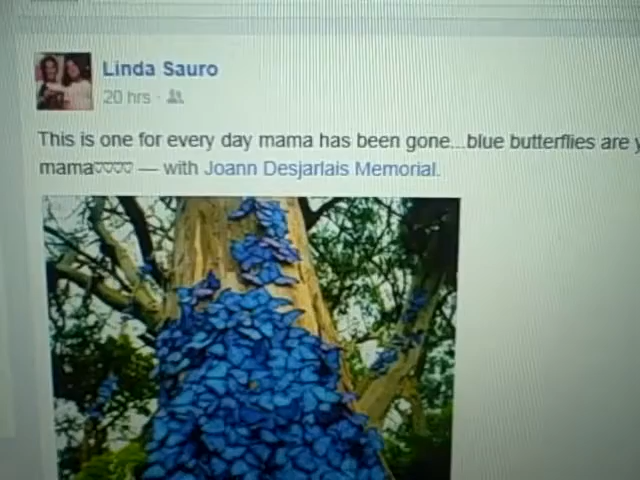 Linda Sauro
20 hrs ·
This is one for every day mama has been gone...blue butterflies are
mama♡♡♡♡ — with Joann Desjarlais Memorial.